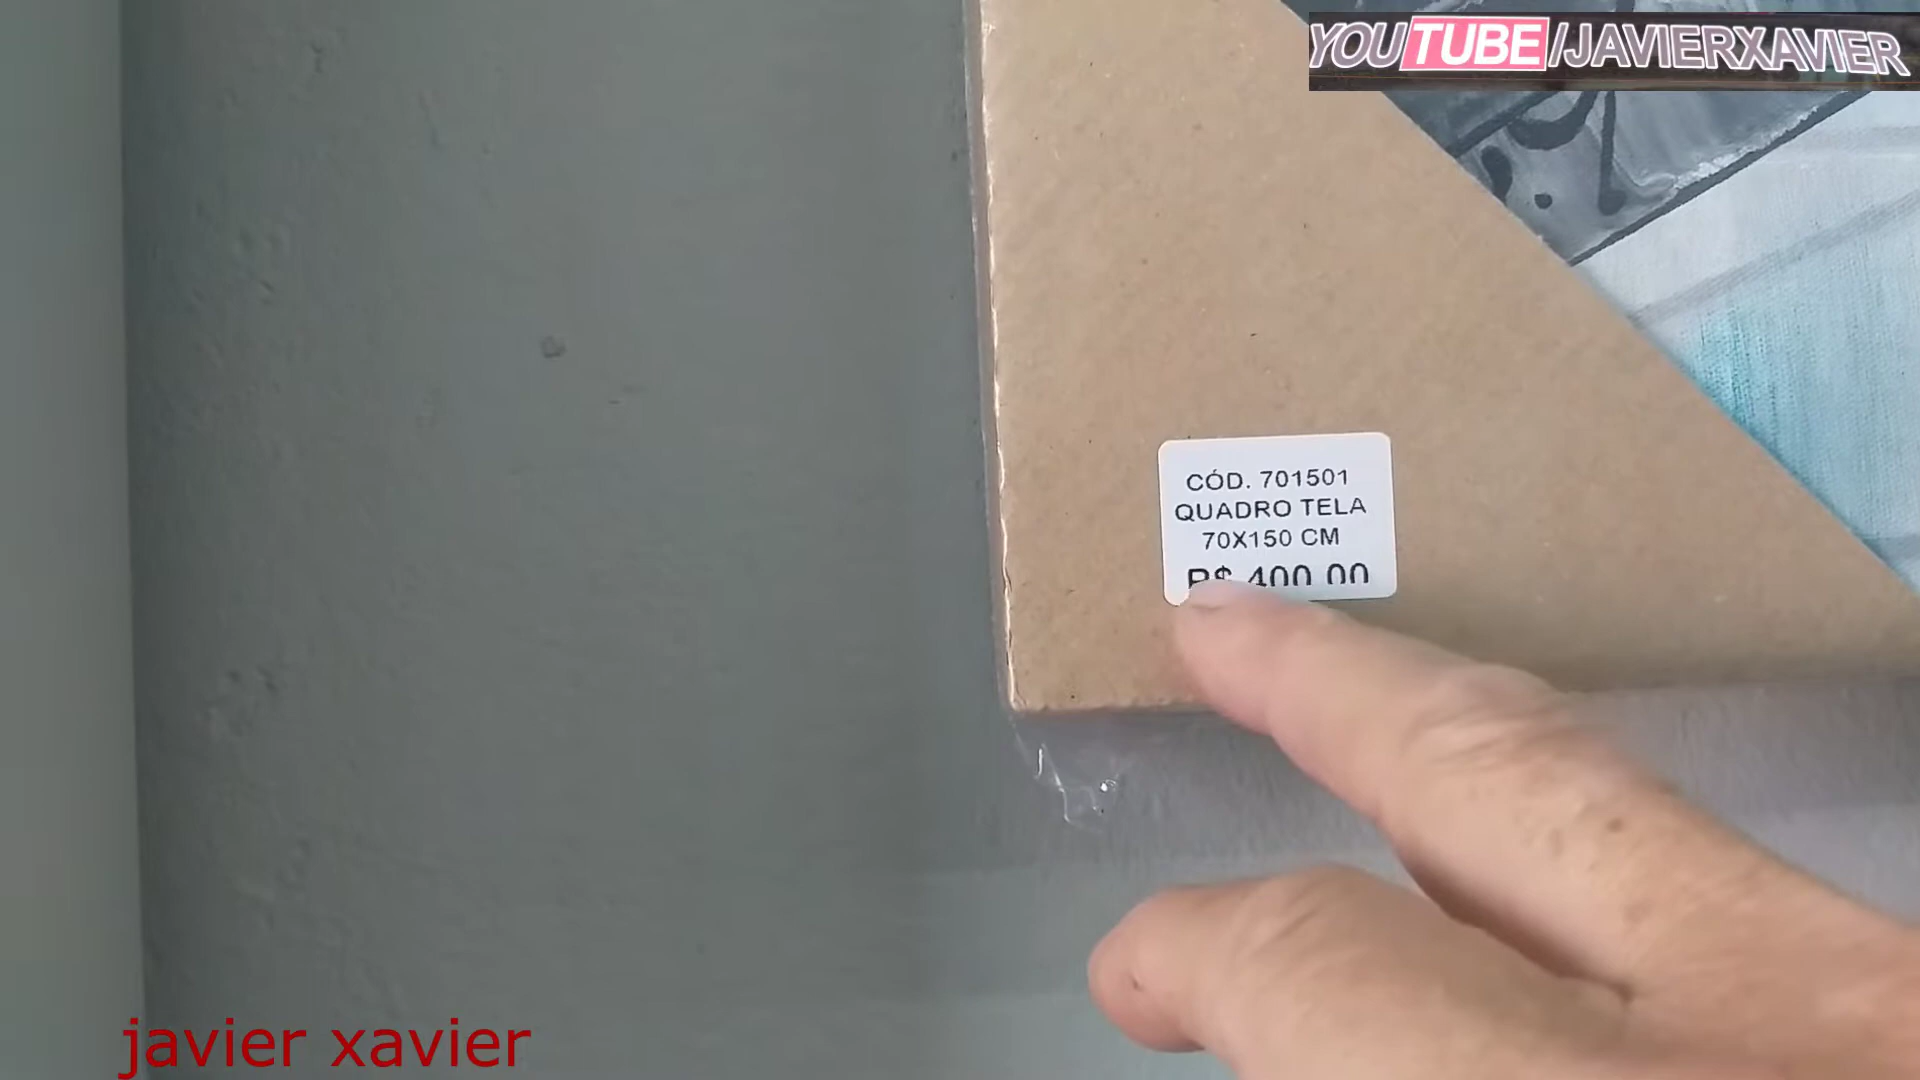 YOUTUBE/JAVIERXAVIER
CÓD. 701501
QUADRO TELA
70X150 CM
R$ 400,00
javier xavier